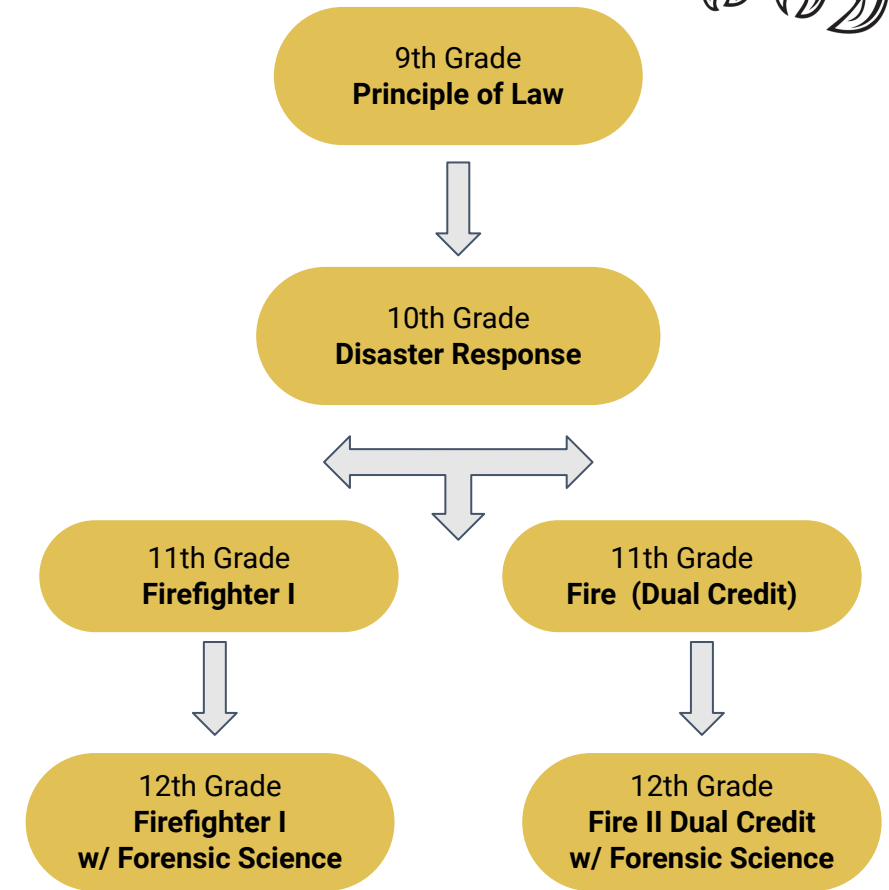 9th Grade
Principle of Law
10th Grade
Disaster Response
11th Grade
Firefighter I
11th Grade
Fire  (Dual Credit)
12th Grade
Firefighter I
w/ Forensic Science
12th Grade
Fire II Dual Credit
w/ Forensic Science